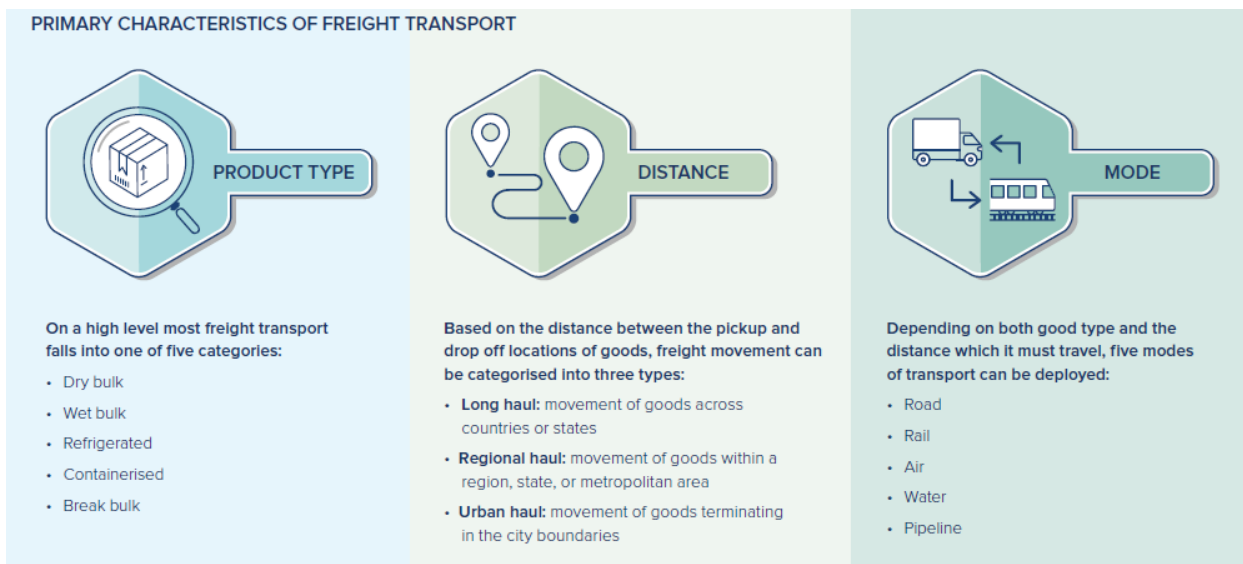 PRIMARY CHARACTERISTICS OF FREIGHT TRANSPORT
PRODUCT TYPE
On a high level most freight transport
falls into one of five categories:
• Dry bulk
• Wet bulk
• Refrigerated
• Containerised
• Break bulk
DISTANCE
Based on the distance between the pickup and
drop off locations of goods, freight movement can
be categorised into three types:
• Long haul: movement of goods across
countries or states
• Regional haul: movement of goods within a
region, state, or metropolitan area
• Urban haul: movement of goods terminating
in the city boundaries
MODE
Depending on both good type and the
distance which it must travel, five modes
of transport can be deployed:
• Road
• Rail
• Air
• Water
• Pipeline